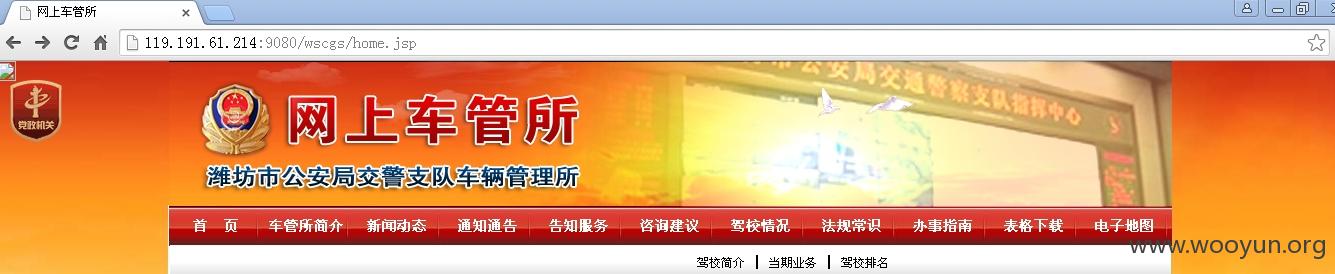 网上车管所
119.191.61.214:9080/wscgs/home.jsp
党政机关
网上车管所
潍坊市公安局交警支队车辆管理所
公安局交通警察支队指挥中心
首 页 车管所简介 新闻动态 通知通告 告知服务 咨询建议 驾校情况 法规常识 办事指南 表格下载 电子地图
驾校简介 | 当期业务 | 驾校排名
www.wooyun.org